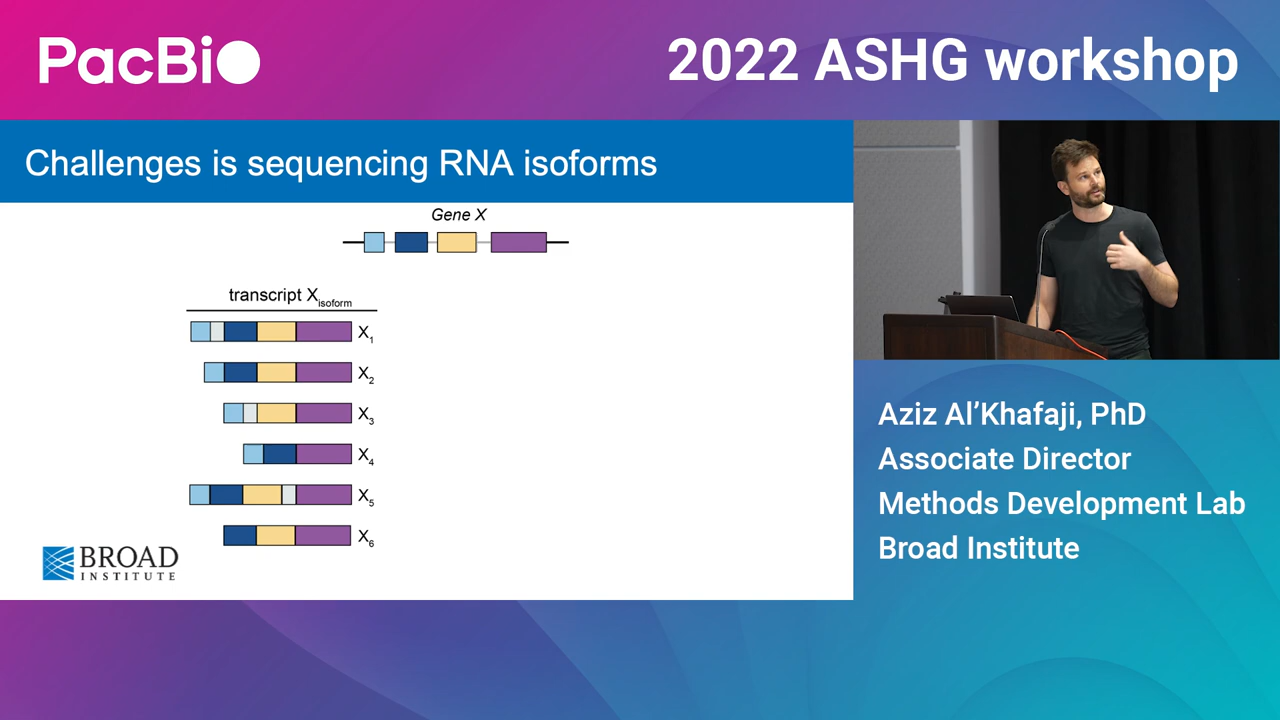 PacBio
2022 ASHG workshop
Challenges is sequencing RNA isoforms
Gene X
transcript Xisoform
X1
X2
X3
X4
X5
X6
BROAD
INSTITUTE
Aziz Al’Khafaji, PhD
Associate Director
Methods Development Lab
Broad Institute